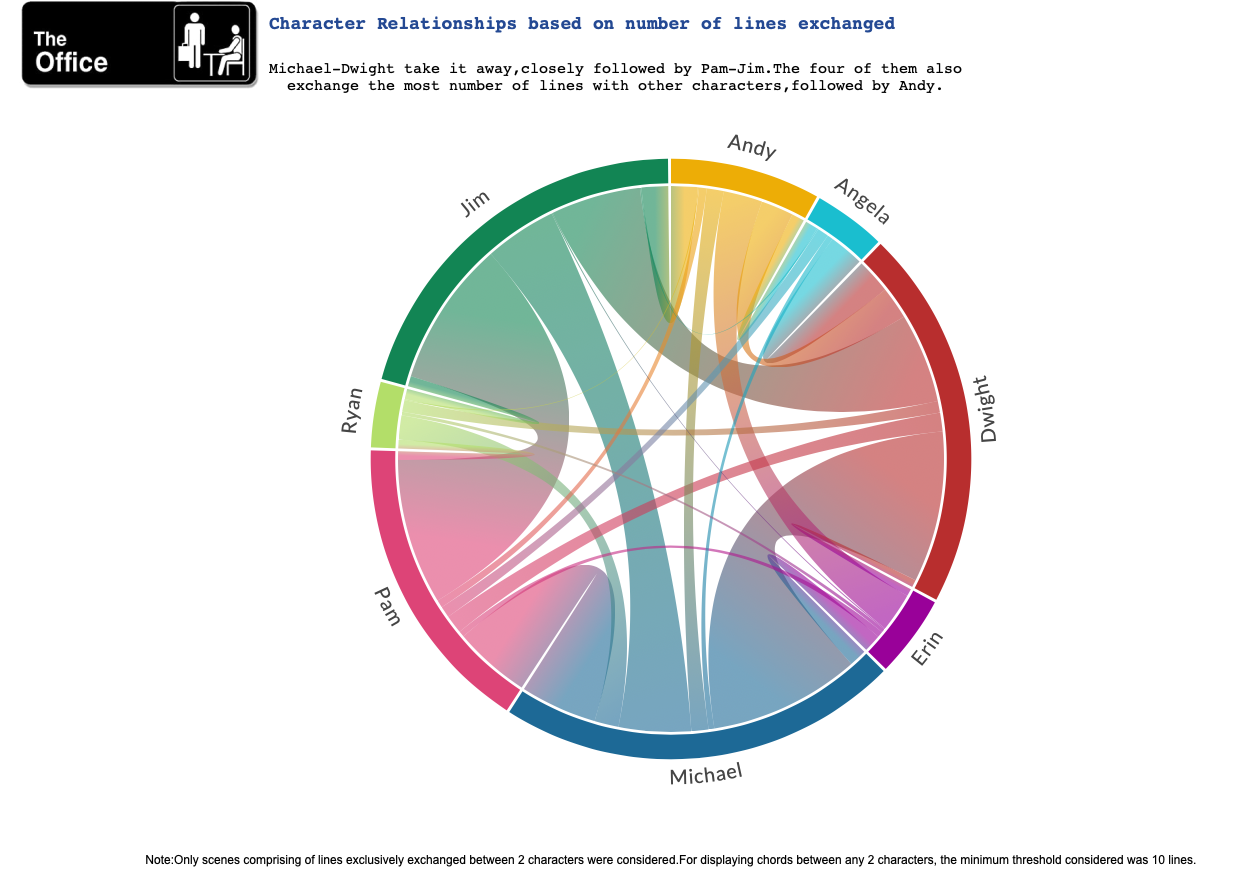 The
Office
Character Relationships based on number of lines exchanged
Michael-Dwight take it away,closely followed by Pam-Jim.The four of them also
exchange the most number of lines with other characters,followed by Andy.
Andy
Angela
Jim
Dwight
Ryan
Pam
Erin
Michael
Note:Only scenes comprising of lines exclusively exchanged between 2 characters were considered.For displaying chords between any 2 characters, the minimum threshold considered was 10 lines.